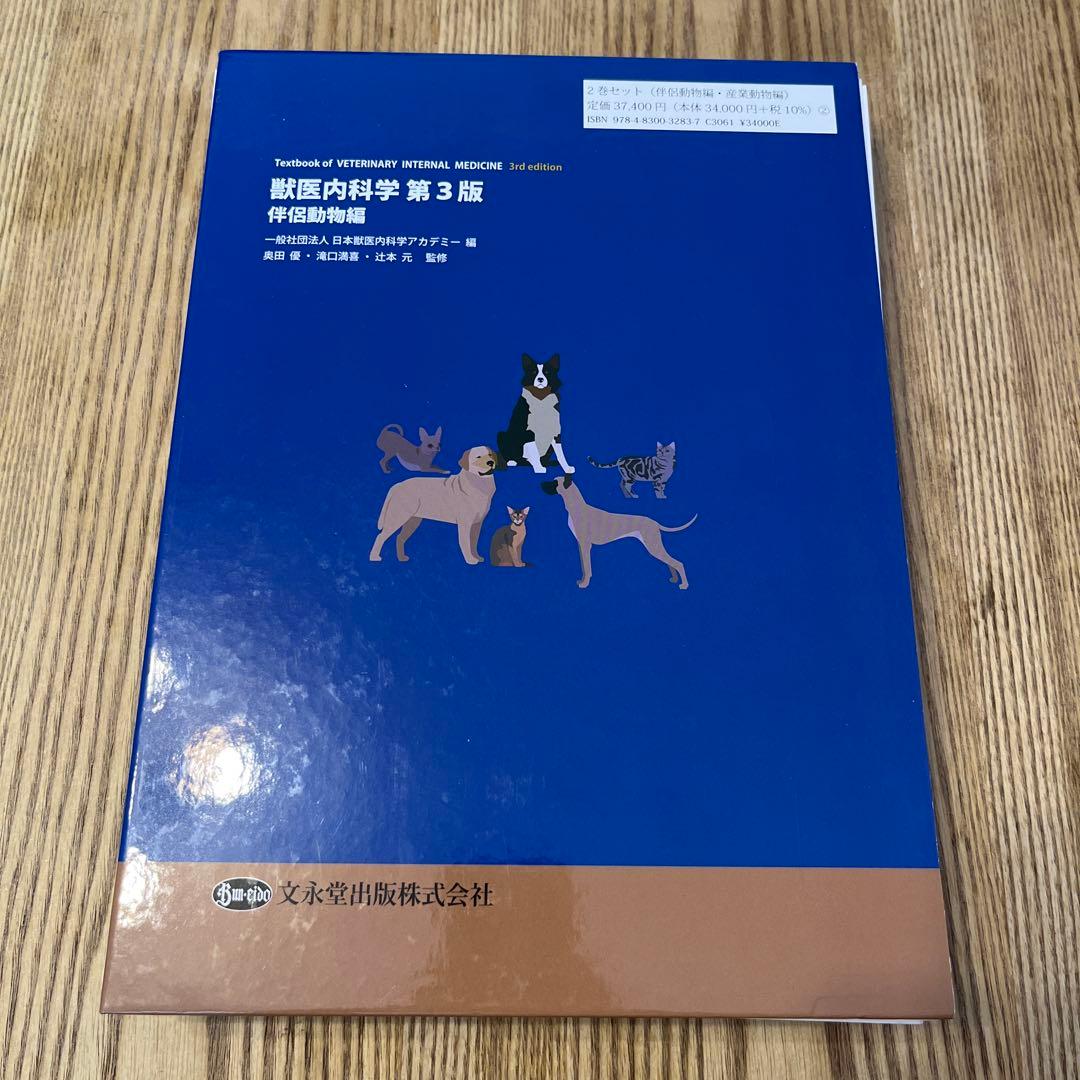 2巻セット（伴侶動物編・産業動物編）
定価 37,400 円（本体 34,000 円＋税 10%）②
ISBN 978-4-8300-3283-7 C3061 ¥34000E
Textbook of VETERINARY INTERNAL MEDICINE 3rd edition
獣医内科学 第3版
伴侶動物編
一般社団法人 日本獣医内科学アカデミー 編
奥田 優・滝口満喜・辻本 元 監修
Bun·eido 文永堂出版株式会社